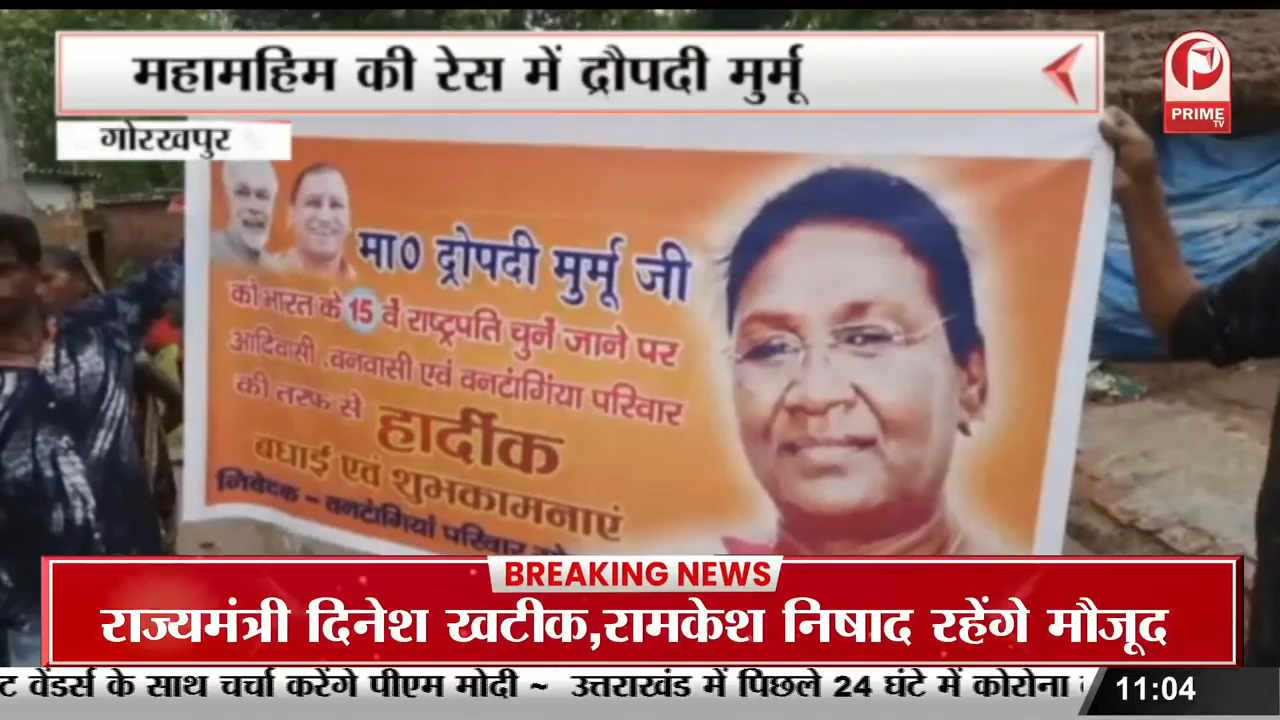 महामहिम की रेस में द्रौपदी मुर्मू
PRIME
TV
गोरखपुर
मा0 द्रोपदी मुर्मू जी
को भारत के 15 वें राष्ट्रपति चुनें जाने पर
आदिवासी ,वनवासी एवं वनटांगिंया परिवार
की तरफ से हार्दीक
बधाई एवं शुभकामनाएं
निवेदक – वनटांगियां परिवार
BREAKING NEWS
राज्यमंत्री दिनेश खटीक,रामकेश निषाद रहेंगे मौजूद
ट वेंडर्स के साथ चर्चा करेंगे पीएम मोदी ~ उत्तराखंड में पिछले 24 घंटे में कोरोना
11:04